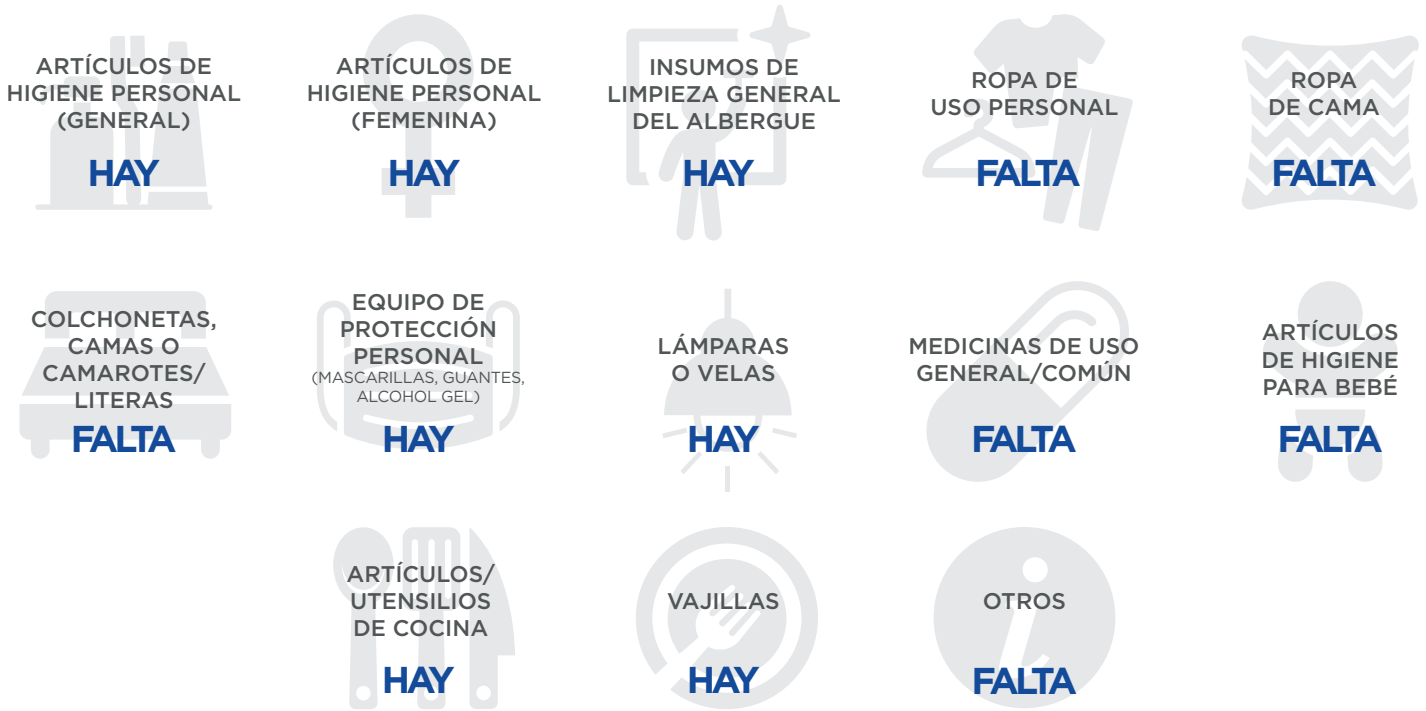 ARTÍCULOS DE
HIGIENE PERSONAL
(GENERAL)
HAY
ARTÍCULOS DE
HIGIENE PERSONAL
(FEMENINA)
HAY
INSUMOS DE
LIMPIEZA GENERAL
DEL ALBERGUE
HAY
ROPA DE
USO PERSONAL
FALTA
ROPA
DE CAMA
FALTA
COLCHONETAS,
CAMAS O
CAMAROTES/
LITERAS
FALTA
EQUIPO DE
PROTECCIÓN
PERSONAL
(MASCARILLAS, GUANTES,
ALCOHOL GEL)
HAY
LÁMPARAS
O VELAS
HAY
MEDICINAS DE USO
GENERAL/COMÚN
FALTA
ARTÍCULOS
DE HIGIENE
PARA BEBÉ
FALTA
ARTÍCULOS/
UTENSILIOS
DE COCINA
HAY
VAJILLAS
HAY
OTROS
FALTA